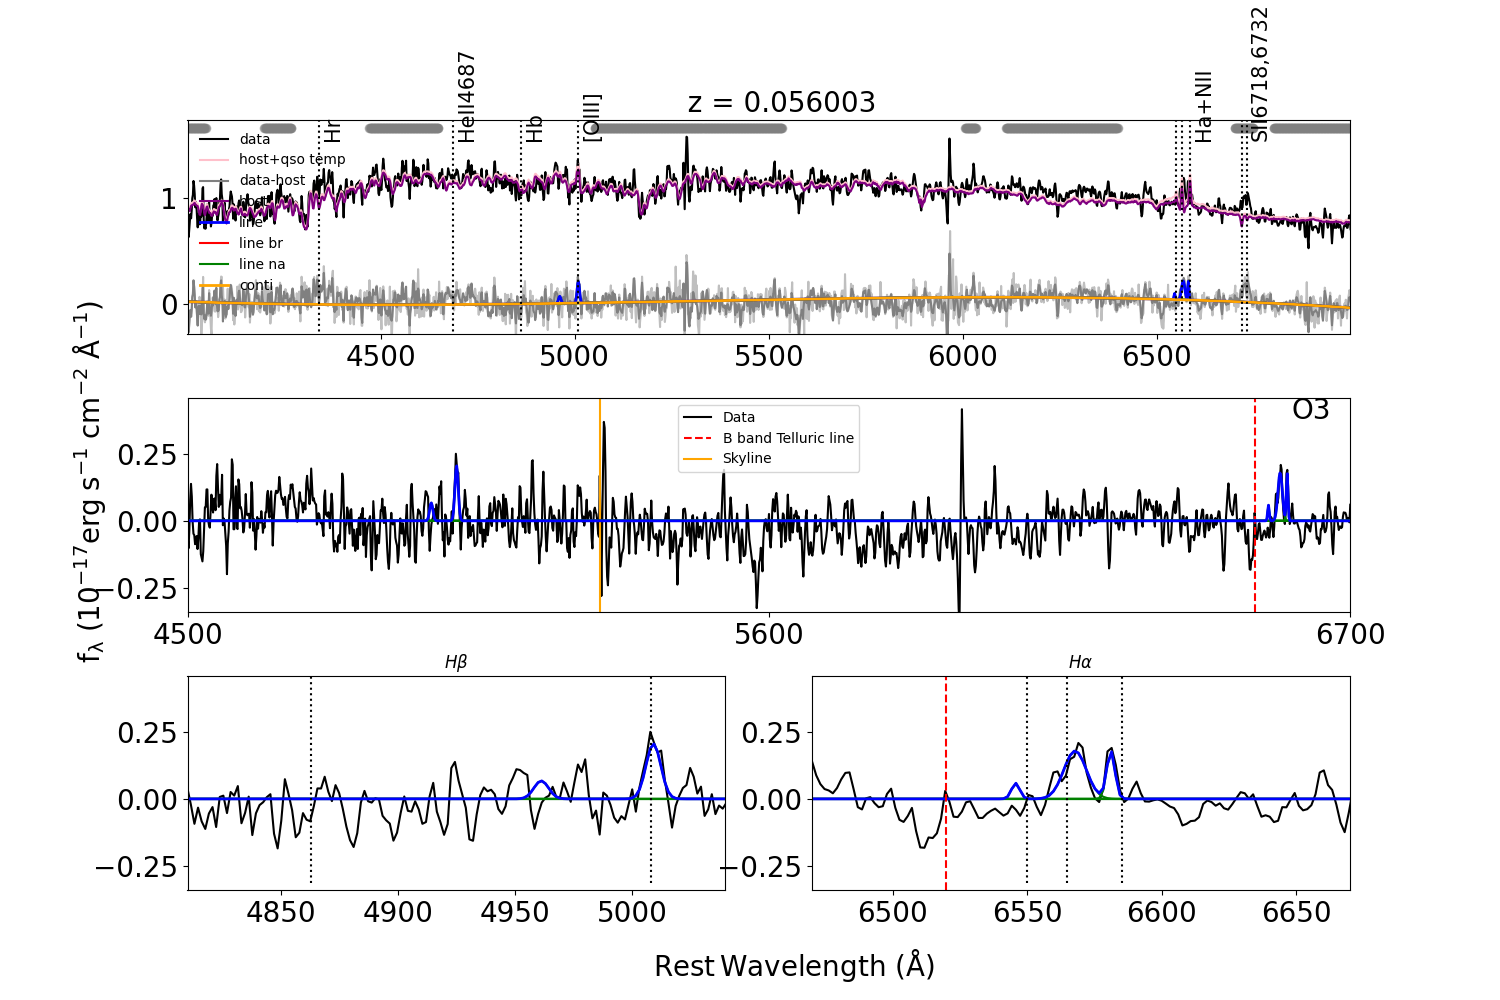 z = 0.056003
Hr
HeII4687
Hb
[OIII]
Ha+NII
SII6718,6732
data
host+qso temp
data-host
host
line
line br
line na
conti
1
0
4500 5000 5500 6000 6500
f_λ (10^−17 erg s^−1 cm^−2 Å^−1)
O3
Data
B band Telluric line
Skyline
0.25
0.00
−0.25
4500 5600 6700
Hβ
0.25
0.00
−0.25
4850 4900 4950 5000
Hα
0.25
0.00
−0.25
6500 6550 6600 6650
Rest Wavelength (Å)